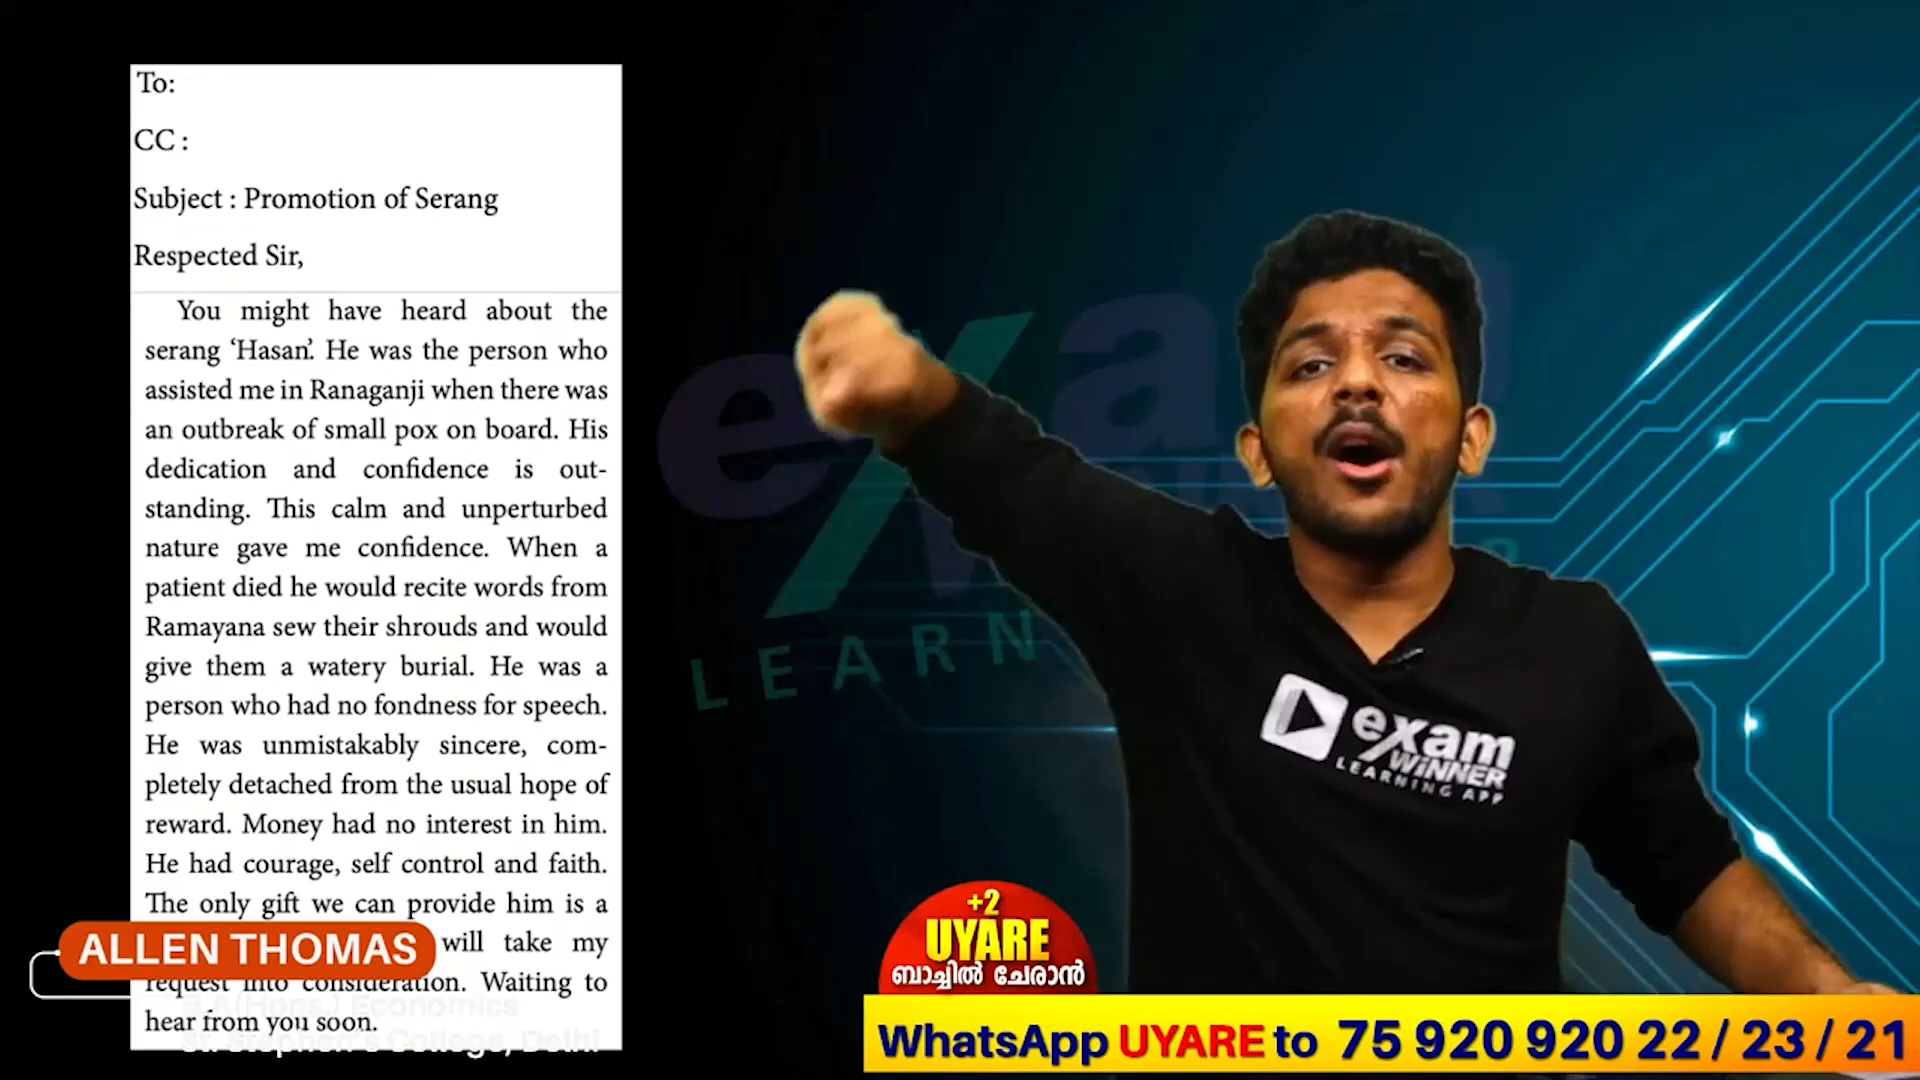 To:
CC :
Subject : Promotion of Serang
Respected Sir,
You might have heard about the
serang ‘Hasan’. He was the person who
assisted me in Ranaganji when there was
an outbreak of small pox on board. His
dedication and confidence is out-
standing. This calm and unperturbed
nature gave me confidence. When a
patient died he would recite words from
Ramayana sew their shrouds and would
give them a watery burial. He was a
person who had no fondness for speech.
He was unmistakably sincere, com-
pletely detached from the usual hope of
reward. Money had no interest in him.
He had courage, self control and faith.
The only gift we can provide him is a
will take my
request into consideration. Waiting to
hear from you soon.
ALLEN THOMAS
B.A(Hons.) Economics
St. Stephen's College, Delhi
exam
LEARN
exam
WiNNER
LEARNING APP
+2
UYARE
ബാച്ചിൽ ചേരാൻ
WhatsApp UYARE to 75 920 920 22 / 23 / 21